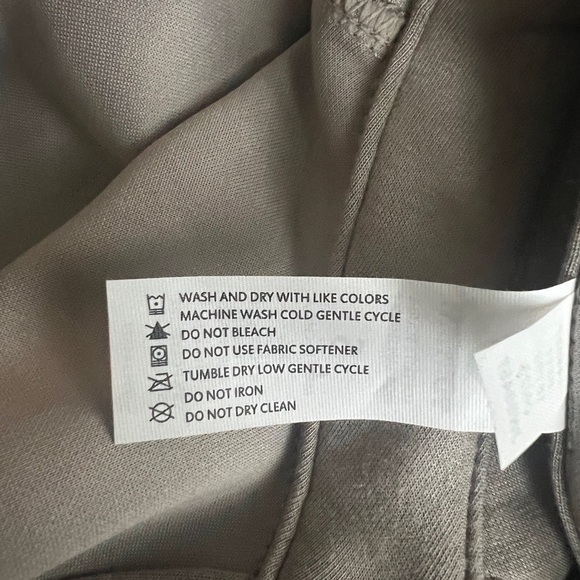 WASH AND DRY WITH LIKE COLORS
MACHINE WASH COLD GENTLE CYCLE
DO NOT BLEACH
DO NOT USE FABRIC SOFTENER
TUMBLE DRY LOW GENTLE CYCLE
DO NOT IRON
DO NOT DRY CLEAN